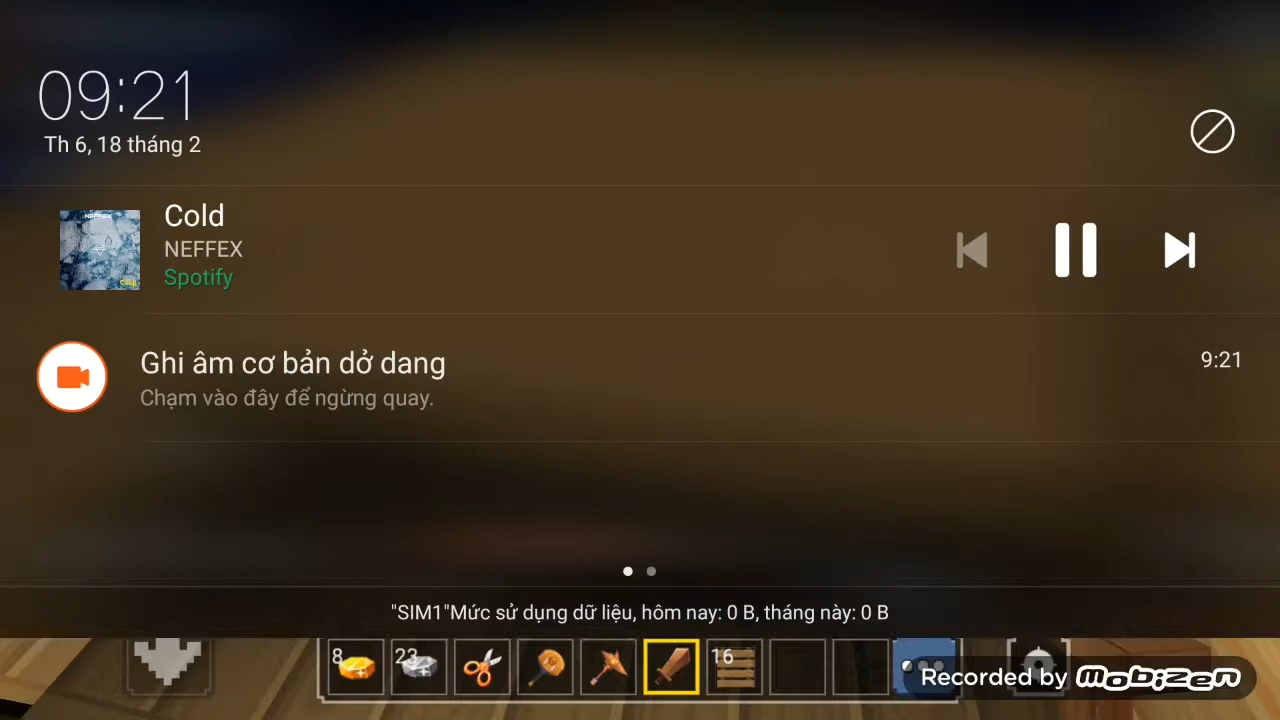 09:21
Th 6, 18 tháng 2
NEFFEX
COLD
Cold
NEFFEX
Spotify
Ghi âm cơ bản dở dang
9:21
Chạm vào đây để ngừng quay.
"SIM1"Mức sử dụng dữ liệu, hôm nay: 0 B, tháng này: 0 B
8
23
16
Recorded by mobizen